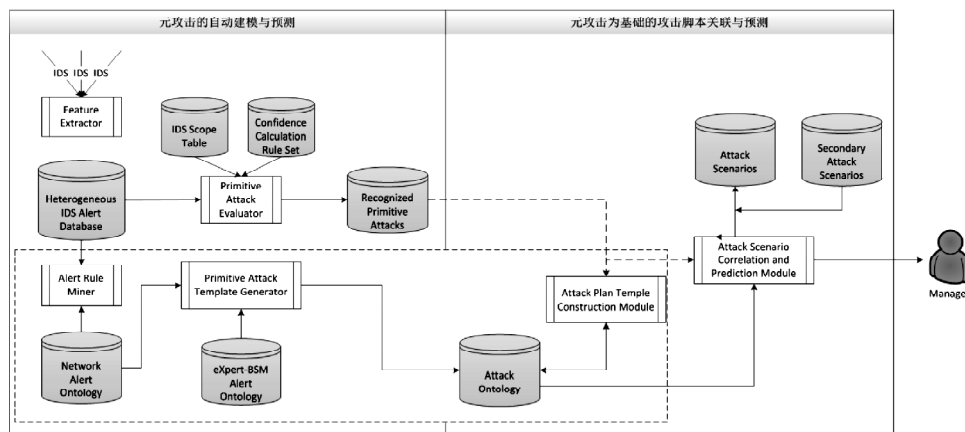 元攻击的自动建模与预测
元攻击为基础的攻击脚本关联与预测
IDS IDS IDS
Feature
Extractor
IDS Scope
Table
Confidence
Calculation
Rule Set
Attack
Scenarios
Secondary
Attack
Scenarios
Heterogeneous
IDS Alert
Database
Primitive
Attack
Evaluator
Recognized
Primitive
Attacks
Attack Scenario
Correlation and
Prediction Module
Manage
Alert Rule
Miner
Primitive Attack
Template Generator
Attack Plan Temple
Construction Module
Network
Alert
Ontology
eXpert-BSM
Alert
Ontology
Attack
Ontology